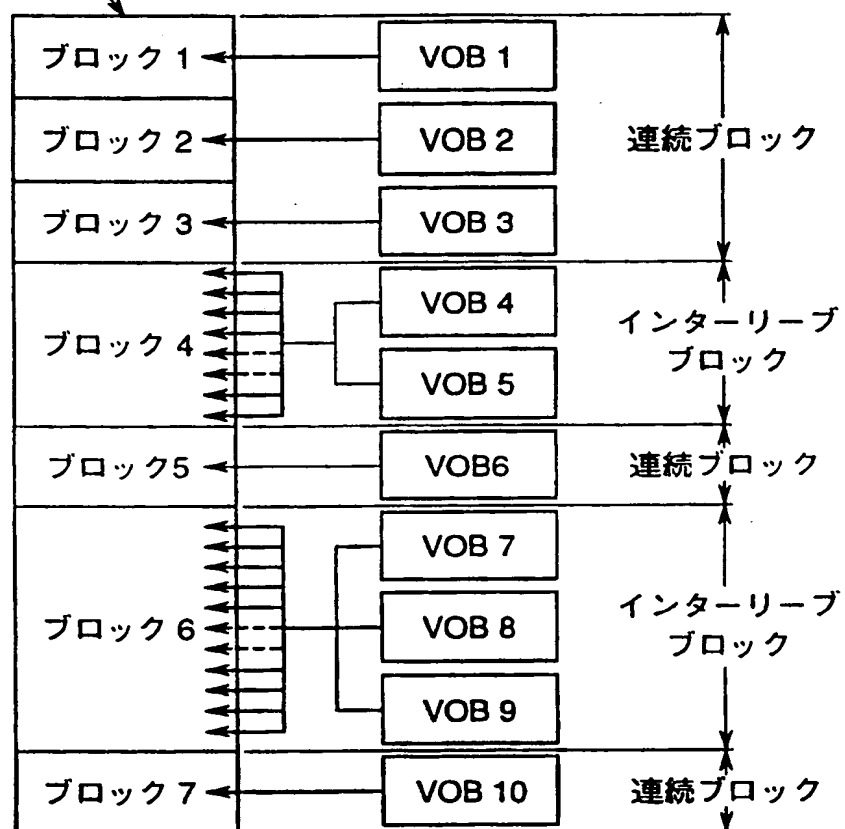 ブロック 1
VOB 1
ブロック 2
VOB 2
連続ブロック
ブロック 3
VOB 3
VOB 4
インターリーブ
ブロック
ブロック 4
VOB 5
ブロック5
VOB6
連続ブロック
VOB 7
インターリーブ
ブロック
ブロック 6
VOB 8
VOB 9
ブロック 7
VOB 10
連続ブロック